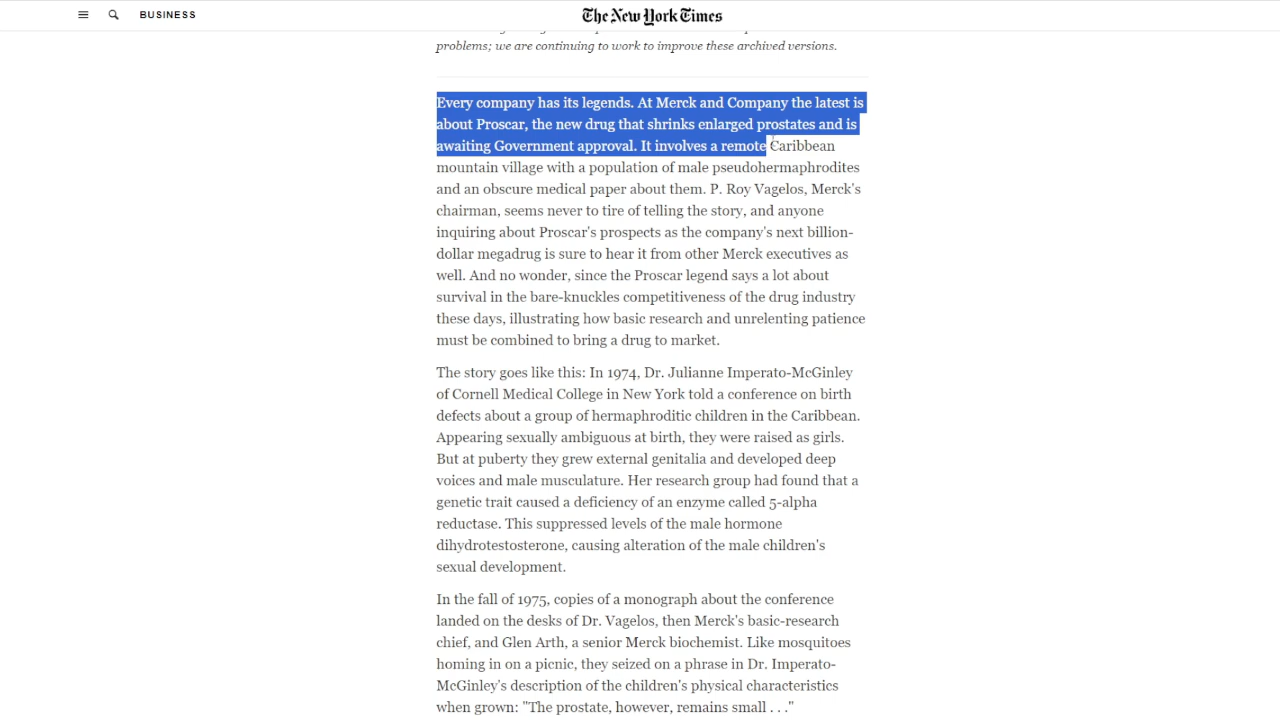 BUSINESS
The New York Times
problems; we are continuing to work to improve these archived versions.
Every company has its legends. At Merck and Company the latest is
about Proscar, the new drug that shrinks enlarged prostates and is
awaiting Government approval. It involves a remote Caribbean
mountain village with a population of male pseudohermaphrodites
and an obscure medical paper about them. P. Roy Vagelos, Merck's
chairman, seems never to tire of telling the story, and anyone
inquiring about Proscar's prospects as the company's next billion-
dollar megadrug is sure to hear it from other Merck executives as
well. And no wonder, since the Proscar legend says a lot about
survival in the bare-knuckles competitiveness of the drug industry
these days, illustrating how basic research and unrelenting patience
must be combined to bring a drug to market.
The story goes like this: In 1974, Dr. Julianne Imperato-McGinley
of Cornell Medical College in New York told a conference on birth
defects about a group of hermaphroditic children in the Caribbean.
Appearing sexually ambiguous at birth, they were raised as girls.
But at puberty they grew external genitalia and developed deep
voices and male musculature. Her research group had found that a
genetic trait caused a deficiency of an enzyme called 5-alpha
reductase. This suppressed levels of the male hormone
dihydrotestosterone, causing alteration of the male children's
sexual development.
In the fall of 1975, copies of a monograph about the conference
landed on the desks of Dr. Vagelos, then Merck's basic-research
chief, and Glen Arth, a senior Merck biochemist. Like mosquitoes
homing in on a picnic, they seized on a phrase in Dr. Imperato-
McGinley's description of the children's physical characteristics
when grown: "The prostate, however, remains small . . ."